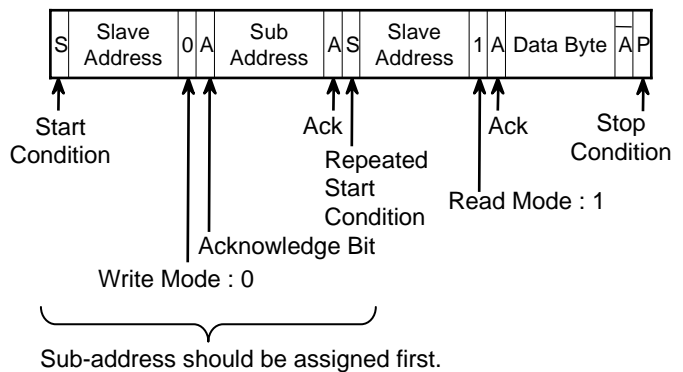 S Slave Address 0 A Sub Address A S Slave Address 1 A Data Byte A̅ P
Start Condition
Ack
Repeated Start Condition
Ack
Stop Condition
Read Mode : 1
Acknowledge Bit
Write Mode : 0
Sub-address should be assigned first.